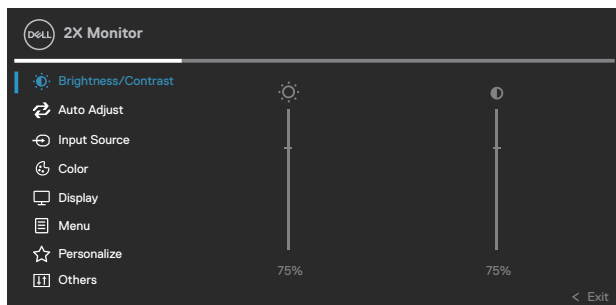 DELL
2X Monitor
Brightness/Contrast
Auto Adjust
Input Source
Color
Display
Menu
Personalize
Others
75%
75%
< Exit